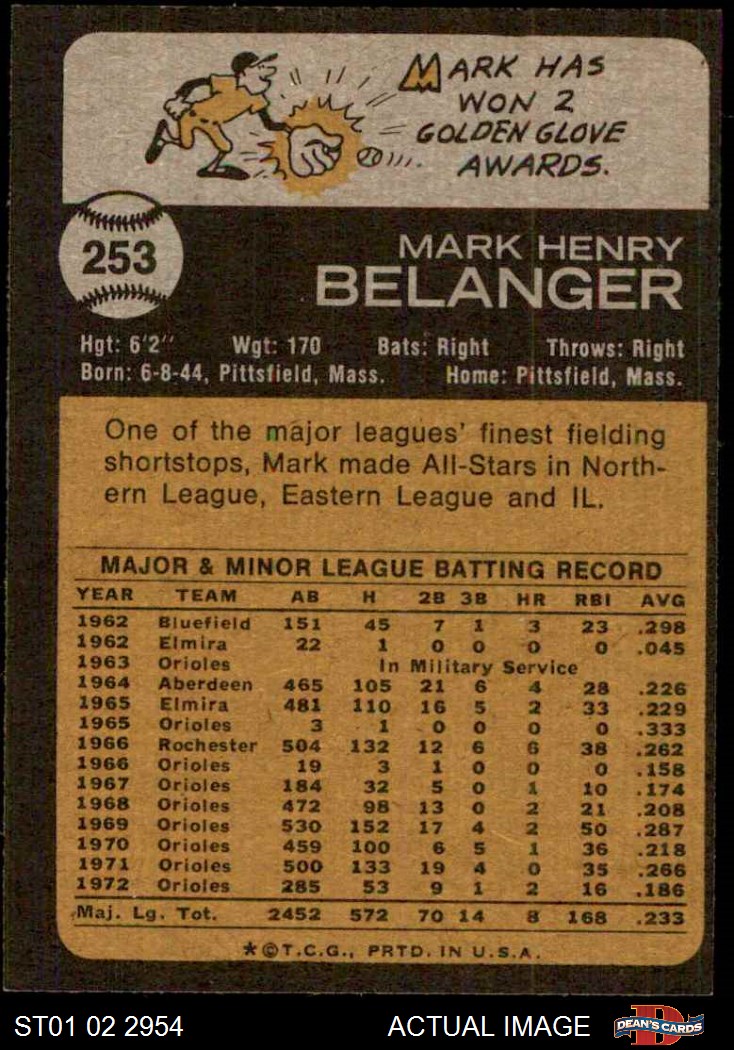 MARK HAS
WON 2
GOLDEN GLOVE
AWARDS.
253
MARK HENRY
BELANGER
Hgt: 6'2" Wgt: 170 Bats: Right Throws: Right
Born: 6-8-44, Pittsfield, Mass. Home: Pittsfield, Mass.
One of the major leagues' finest fielding
shortstops, Mark made All-Stars in North-
ern League, Eastern League and IL.
MAJOR & MINOR LEAGUE BATTING RECORD
YEAR TEAM AB H 2B 3B HR RBI AVG
1962 Bluefield 151 45 7 1 3 23 .298
1962 Elmira 22 1 0 0 0 0 .045
1963 Orioles In Military Service
1964 Aberdeen 465 105 21 6 4 28 .226
1965 Elmira 481 110 16 5 2 33 .229
1965 Orioles 3 1 0 0 0 0 .333
1966 Rochester 504 132 12 6 6 38 .262
1966 Orioles 19 3 1 0 0 0 .158
1967 Orioles 184 32 5 0 1 10 .174
1968 Orioles 472 98 13 0 2 21 .208
1969 Orioles 530 152 17 4 2 50 .287
1970 Orioles 459 100 6 5 1 36 .218
1971 Orioles 500 133 19 4 0 35 .266
1972 Orioles 285 53 9 1 2 16 .186
Maj. Lg. Tot. 2452 572 70 14 8 168 .233
*©T.C.G., PRTD. IN U.S.A.
ST01 02 2954 ACTUAL IMAGE DEAN'S CARDS